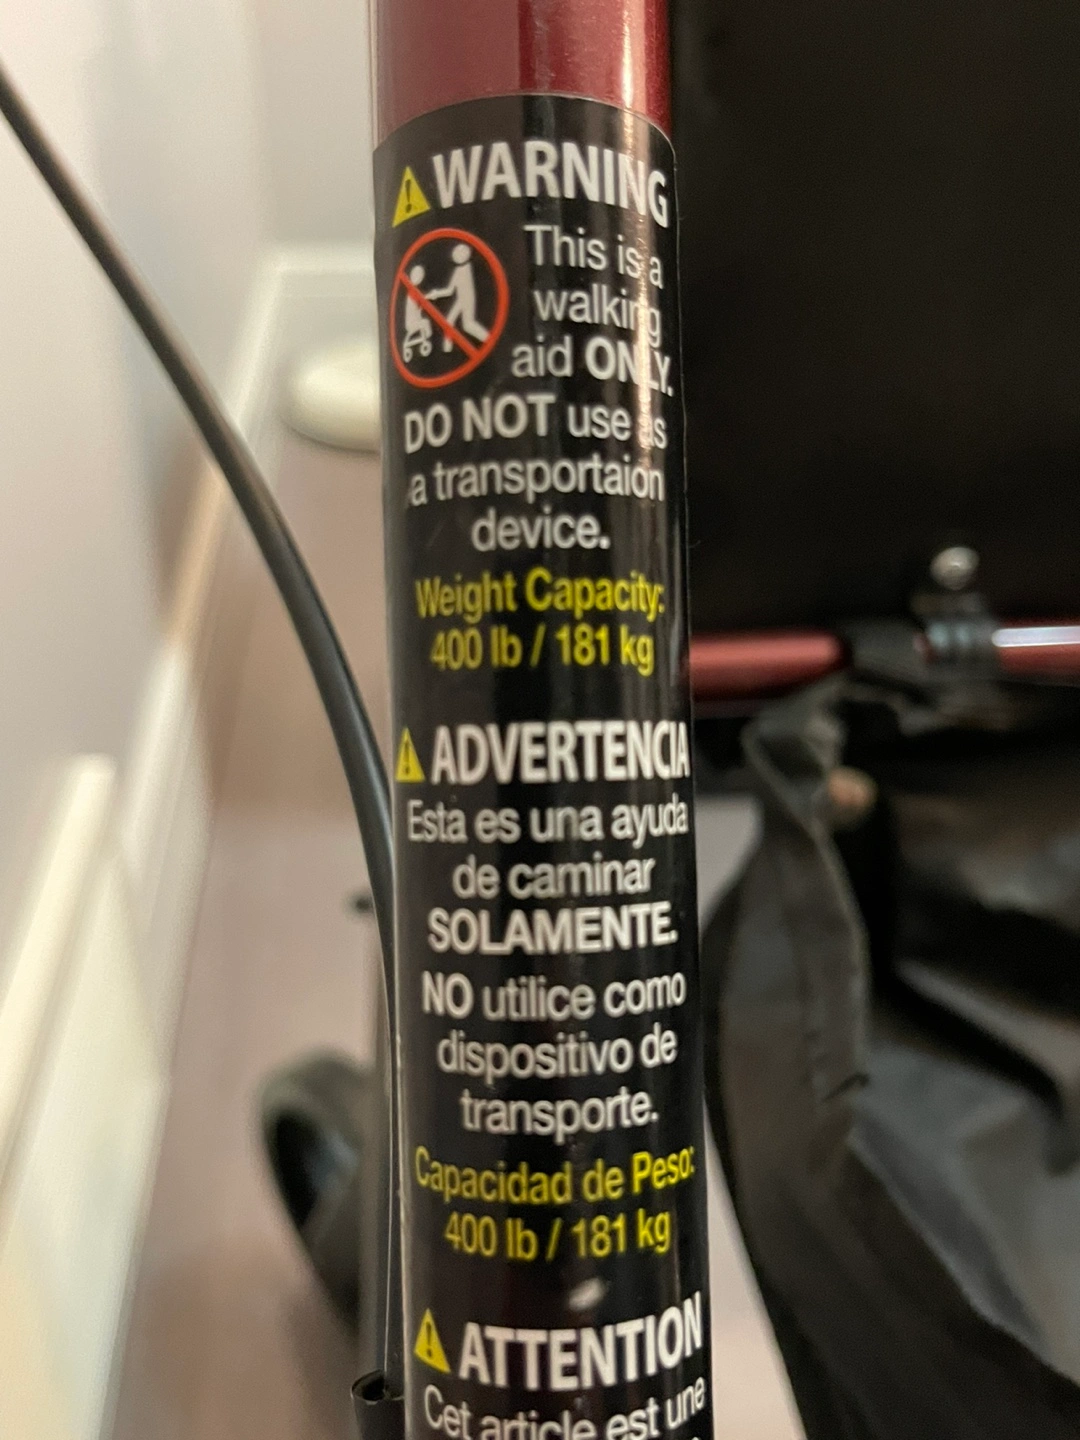 WARNING
This is a
walking
aid ONLY.
DO NOT use as
a transportaion
device.
Weight Capacity:
400 lb / 181 kg
ADVERTENCIA
Esta es una ayuda
de caminar
SOLAMENTE.
NO utilice como
dispositivo de
transporte.
Capacidad de Peso:
400 lb / 181 kg
ATTENTION
Cet article est une